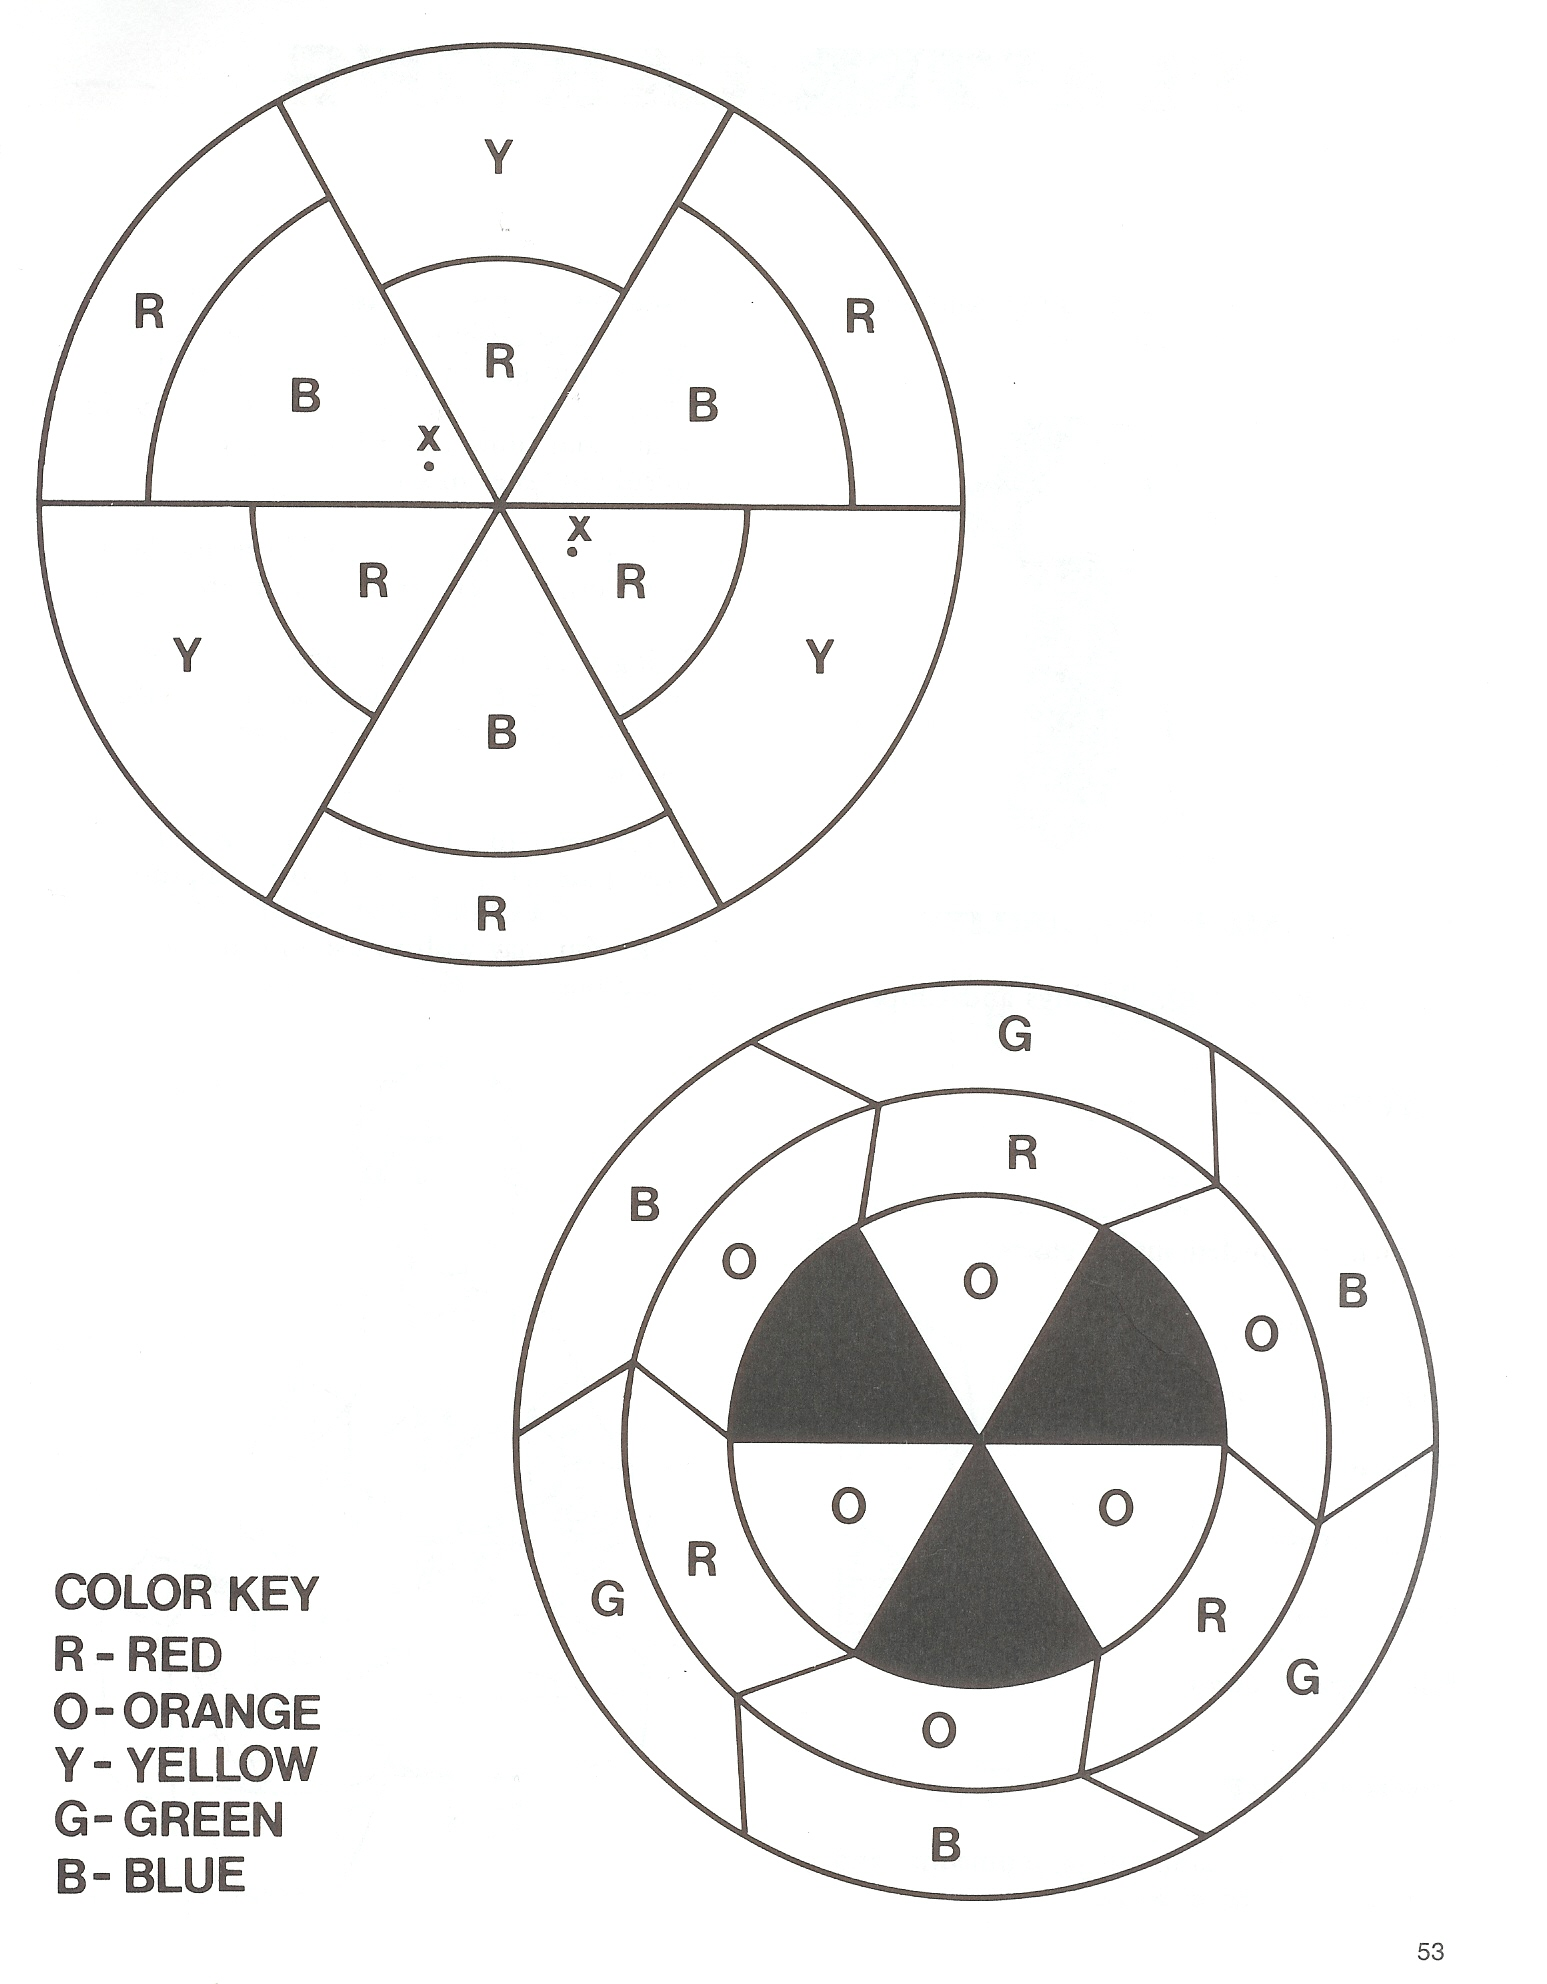 Y
R
R
R
B
B
X
X
R
R
Y
Y
B
R
G
R
B
O
O
B
O
O
O
R
G
R
G
O
B
COLOR KEY
R - RED
O - ORANGE
Y - YELLOW
G - GREEN
B - BLUE
53